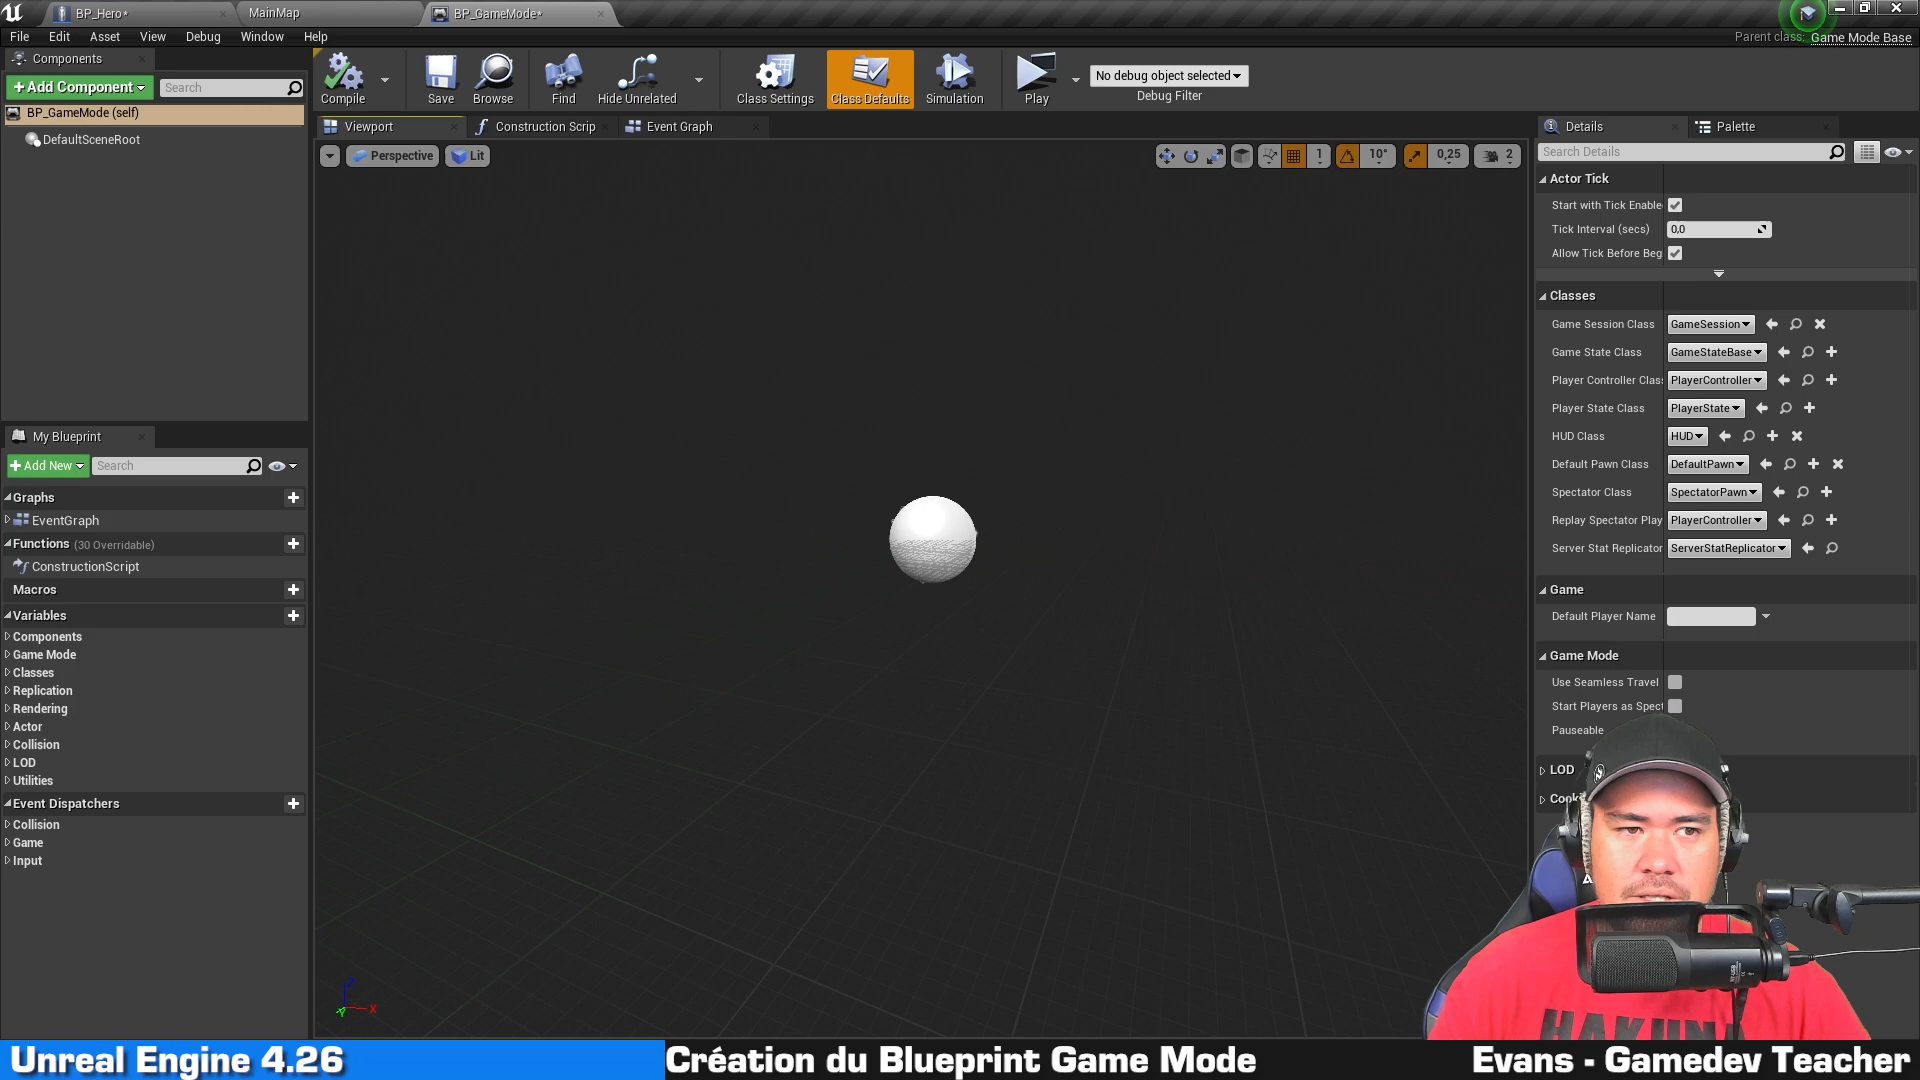 BP_Hero*
MainMap
BP_GameMode*
File Edit Asset View Debug Window Help
Parent class: Game Mode Base
Components
+Add Component
Search
BP_GameMode (self)
DefaultSceneRoot
Compile
Save
Browse
Find
Hide Unrelated
Class Settings
Class Defaults
Simulation
Play
No debug object selected
Debug Filter
Viewport
Construction Scrip
Event Graph
Perspective
Lit
1
10°
0,25
2
My Blueprint
+Add New
Search
Graphs
EventGraph
Functions (30 Overridable)
ConstructionScript
Macros
Variables
Components
Game Mode
Classes
Replication
Rendering
Actor
Collision
LOD
Utilities
Event Dispatchers
Collision
Game
Input
Details
Palette
Search Details
Actor Tick
Start with Tick Enable
Tick Interval (secs) 0,0
Allow Tick Before Beg
Classes
Game Session Class GameSession
Game State Class GameStateBase
Player Controller Clas PlayerController
Player State Class PlayerState
HUD Class HUD
Default Pawn Class DefaultPawn
Spectator Class SpectatorPawn
Replay Spectator Play PlayerController
Server Stat Replicator ServerStatReplicator
Game
Default Player Name
Game Mode
Use Seamless Travel
Start Players as Spect
Pauseable
LOD
Cooki
HAKUNA
Unreal Engine 4.26
Création du Blueprint Game Mode
Evans - Gamedev Teacher